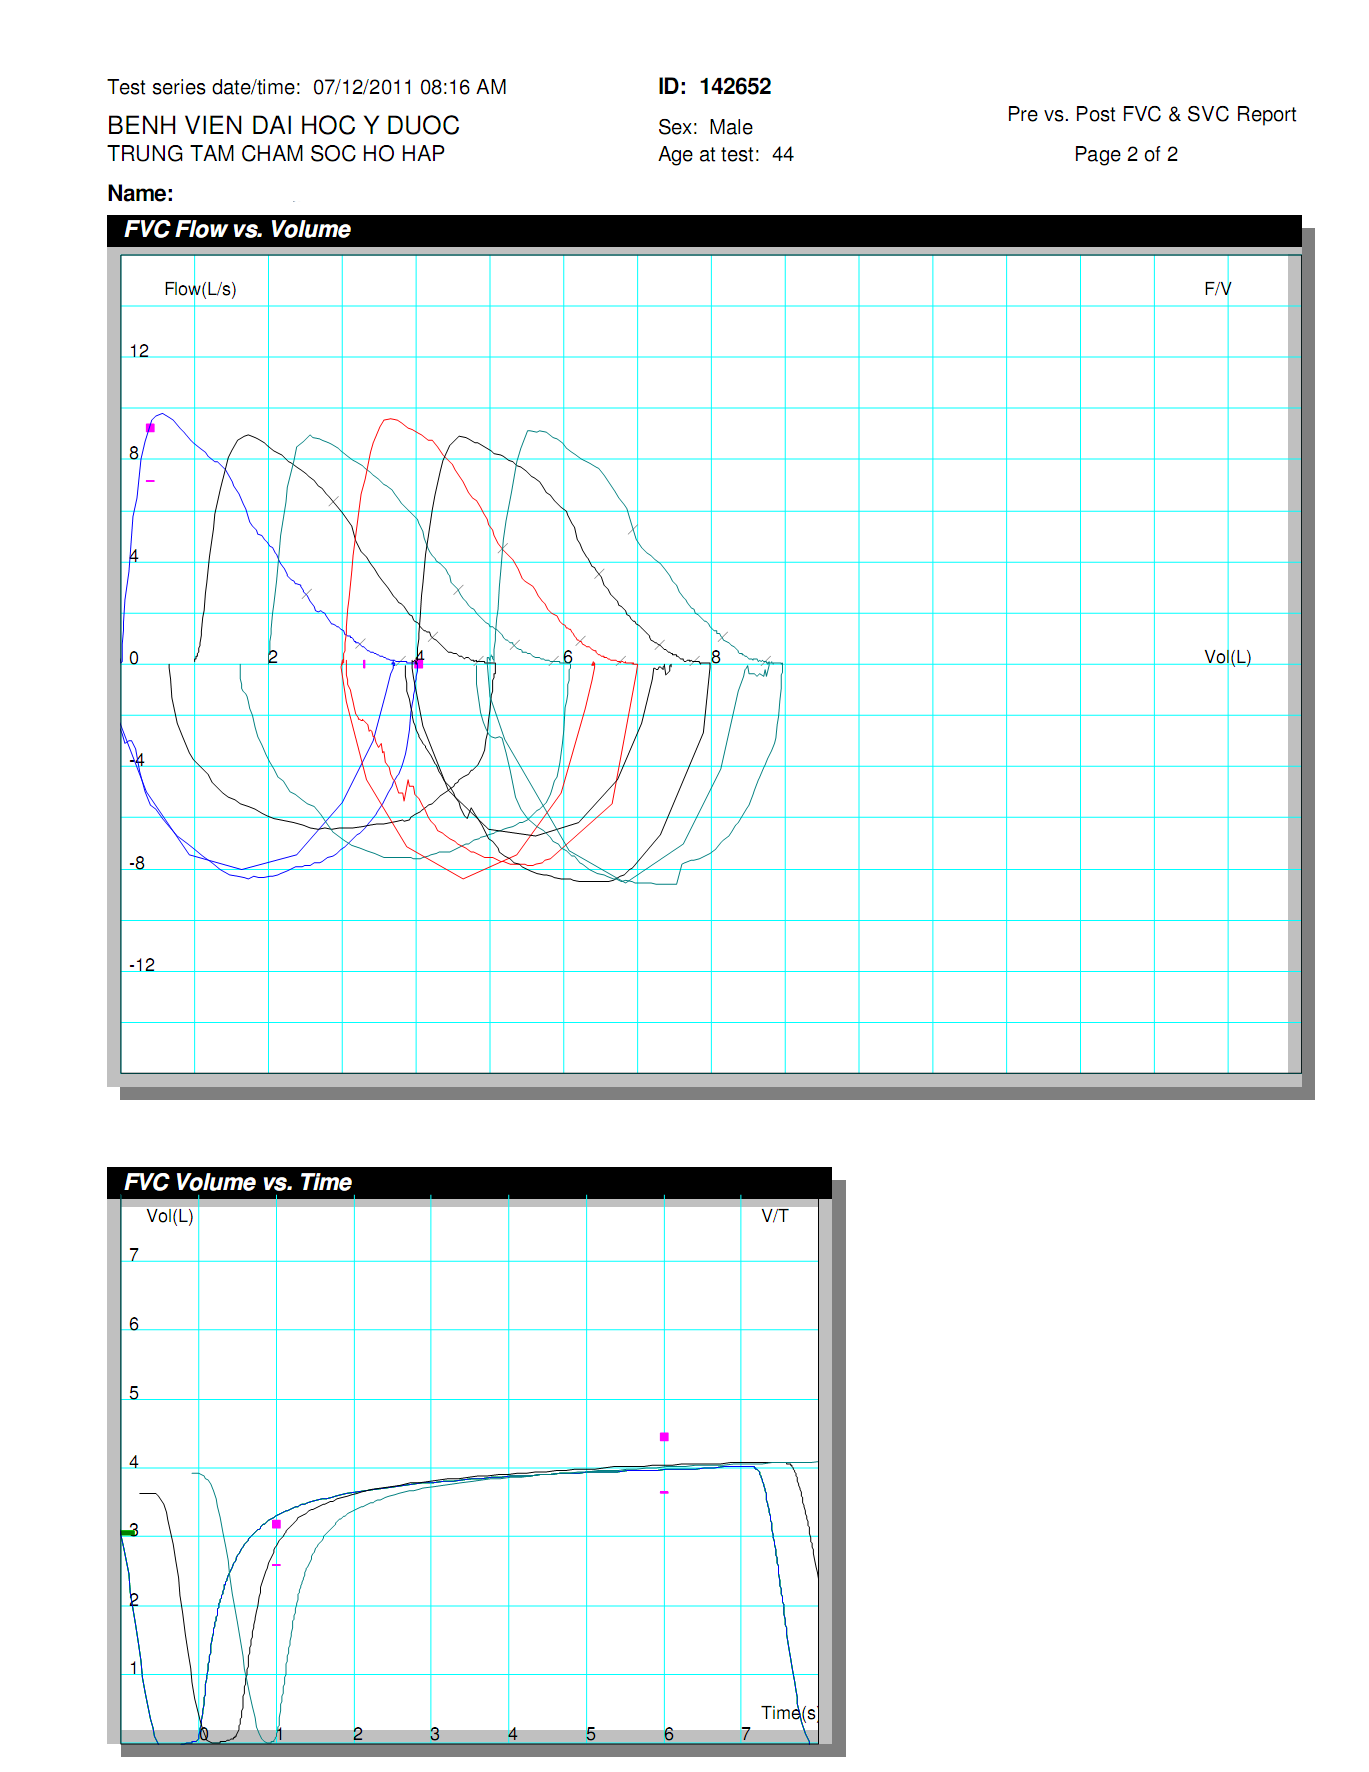 Test series date/time: 07/12/2011 08:16 AM
ID: 142652
BENH VIEN DAI HOC Y DUOC
Sex: Male
Pre vs. Post FVC & SVC Report
TRUNG TAM CHAM SOC HO HAP
Age at test: 44
Page 2 of 2
Name:
FVC Flow vs. Volume
Flow(L/s)
F/V
12
8
4
0
2
4
6
8
Vol(L)
-4
-8
-12
FVC Volume vs. Time
Vol(L)
V/T
7
6
5
4
3
2
1
Time(s)
0
1
2
3
4
5
6
7